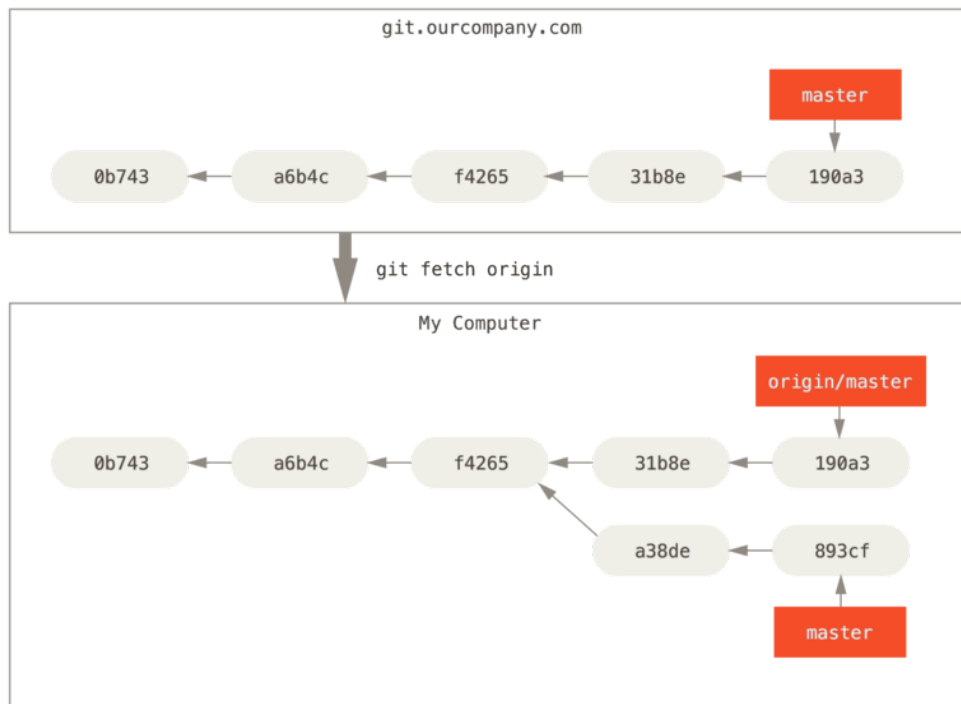 git.ourcompany.com
master
0b743 a6b4c f4265 31b8e 190a3
git fetch origin
My Computer
origin/master
0b743 a6b4c f4265 31b8e 190a3
a38de 893cf
master